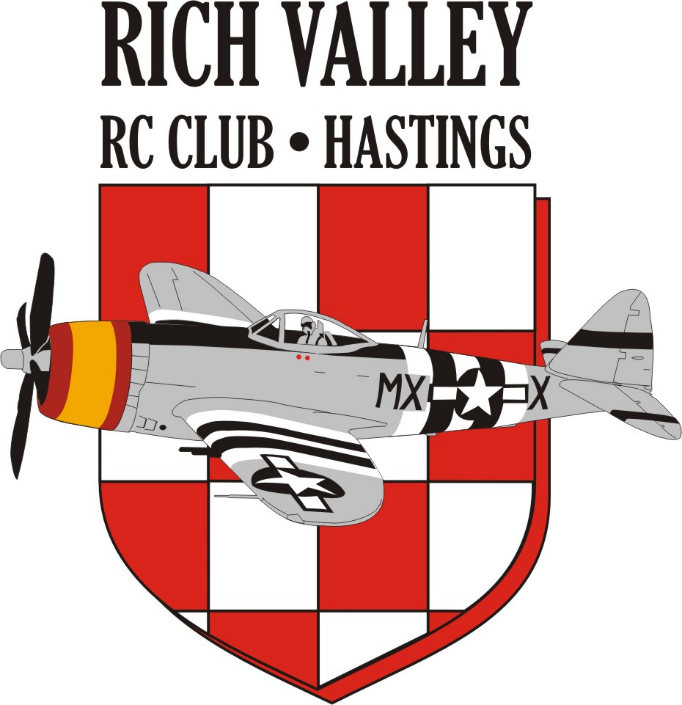 RICH VALLEY
RC CLUB • HASTINGS
MX X